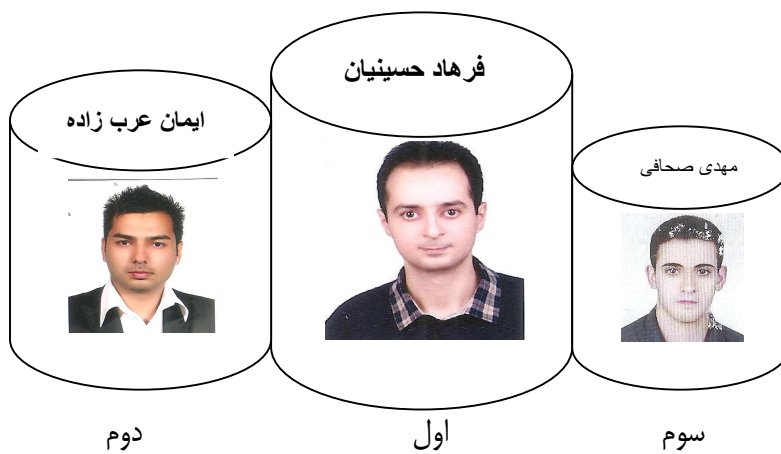 فرهاد حسینیان
ایمان عرب زاده
مهدی صحافی
سوم
اول
دوم